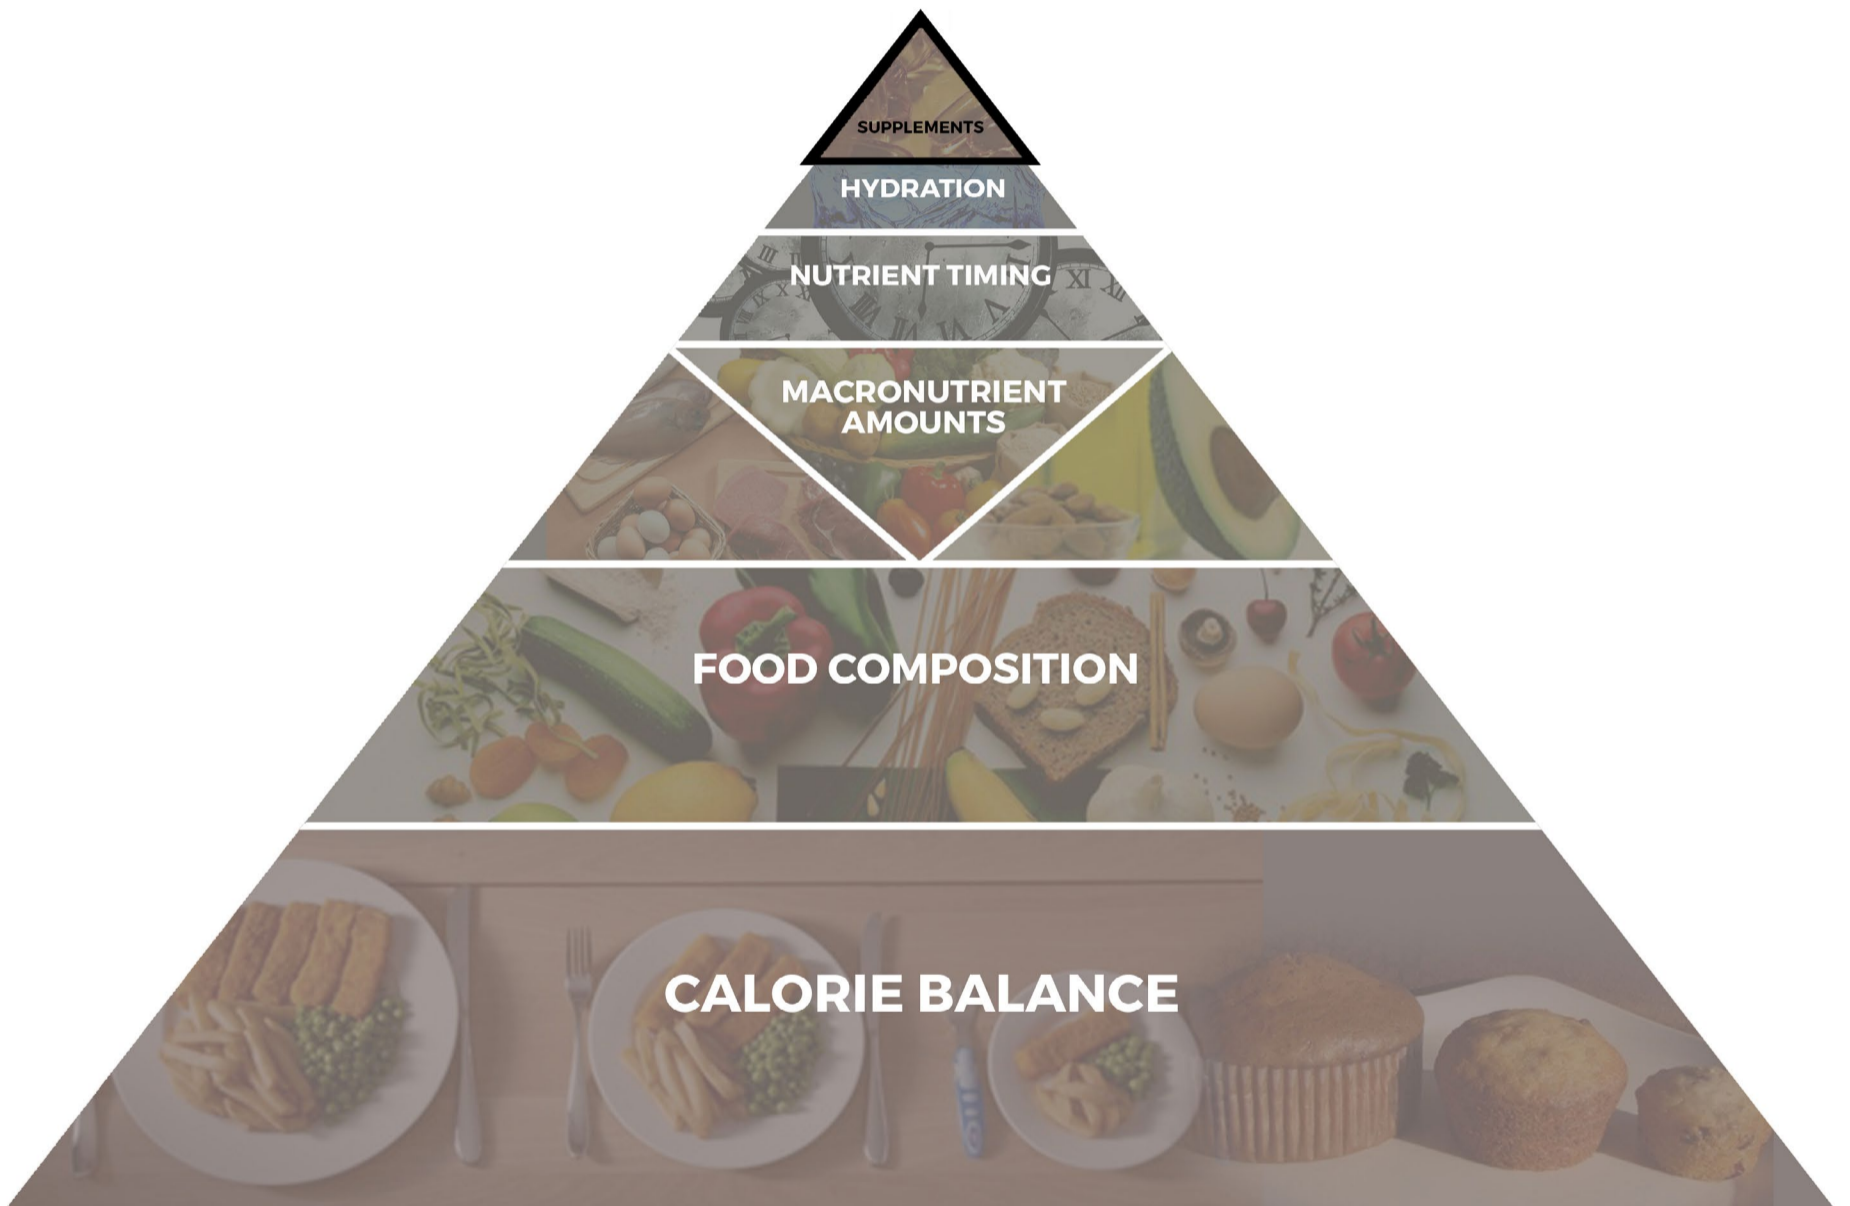 SUPPLEMENTS
HYDRATION
NUTRIENT TIMING
MACRONUTRIENT
AMOUNTS
FOOD COMPOSITION
CALORIE BALANCE